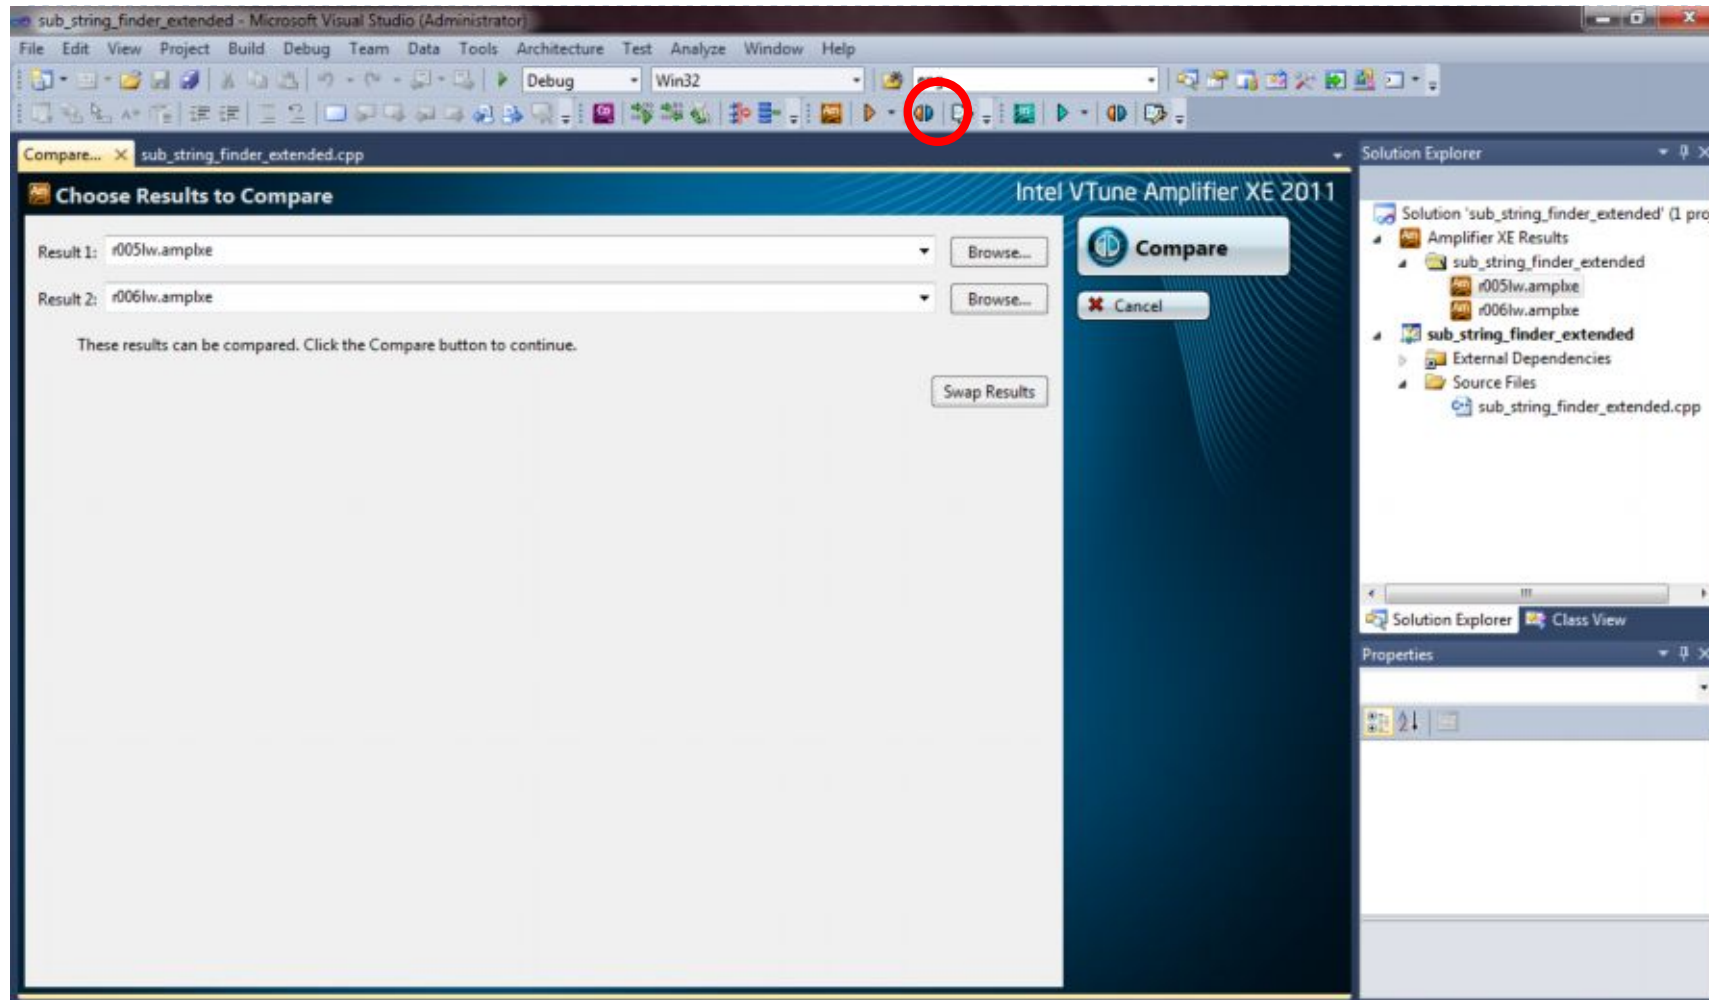 sub_string_finder_extended - Microsoft Visual Studio (Administrator)
File Edit View Project Build Debug Team Data Tools Architecture Test Analyze Window Help
Debug Win32
Compare... sub_string_finder_extended.cpp
Choose Results to Compare
Intel VTune Amplifier XE 2011
Result 1: r005lw.amplxe Browse...
Result 2: r006lw.amplxe Browse...
These results can be compared. Click the Compare button to continue.
Swap Results
Compare
Cancel
Solution Explorer
Solution 'sub_string_finder_extended' (1 pro
Amplifier XE Results
sub_string_finder_extended
r005lw.amplxe
r006lw.amplxe
sub_string_finder_extended
External Dependencies
Source Files
sub_string_finder_extended.cpp
Solution Explorer Class View
Properties